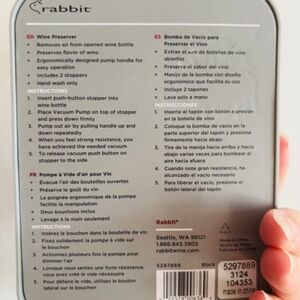 rabbit
EN Wine Preserver
• Removes air from opened wine bottle
• Preserves flavor of wine
• Ergonomically designed pump handle for easy operation
• Includes 2 stoppers
• Hand wash only
INSTRUCTIONS
1. Insert push-button stopper into wine bottle
2. Place Vacuum Pump on top of stopper and press down firmly
3. Pump out air by pulling handle up and down repeatedly
4. When you feel strong resistance, you have achieved the needed vacuum
5. To release vacuum push button on stopper to the side
FR Pompe à Vide d'air pour le vin
• Évacue l'air des bouteilles ouvertes
• Préserve le goût du vin
• La poignée ergonomique de la pompe facilite la manipulation
• Deux bouchons inclus
• Lavage à la main seulement
INSTRUCTIONS
1. Insérez le bouchon dans la bouteille de vin
2. Fixez solidement la pompe à vide sur le bouchon
3. Actionnez plusieurs fois la pompe pour éliminer l'air
4. Lorsque vous sentez une forte résistance, vous avez créé le vide nécessaire
5. Pour défaire le vide, utilisez le bouton latéral sur le bouchon
ES Bomba de Vacío para Preservar el Vino
• Extrae el aire de botellas de vino abiertas
• Preserva el sabor del vino
• Manija de la bomba con diseño ergonómico que facilita su uso
• Incluye 2 tapones
• Lave solo a mano
INSTRUCCIONES
1. Inserte el tapón con botón a presión en la botella de vino
2. Coloque la bomba de vacío en la parte superior del tapón y presione firmemente hacia abajo
3. Tire de la manija hacia arriba y hacia abajo varias veces para bombear el aire hacia afuera
4. Cuando note gran resistencia, ha alcanzado el vacío necesario
5. Para liberar el vacío, presione el botón lateral del tapón
Rabbit®
Seattle, WA 98121
1.866.843.3905
rabbitwine.com
Made in China
5297889 Black
5297889
3124
104353
made in china